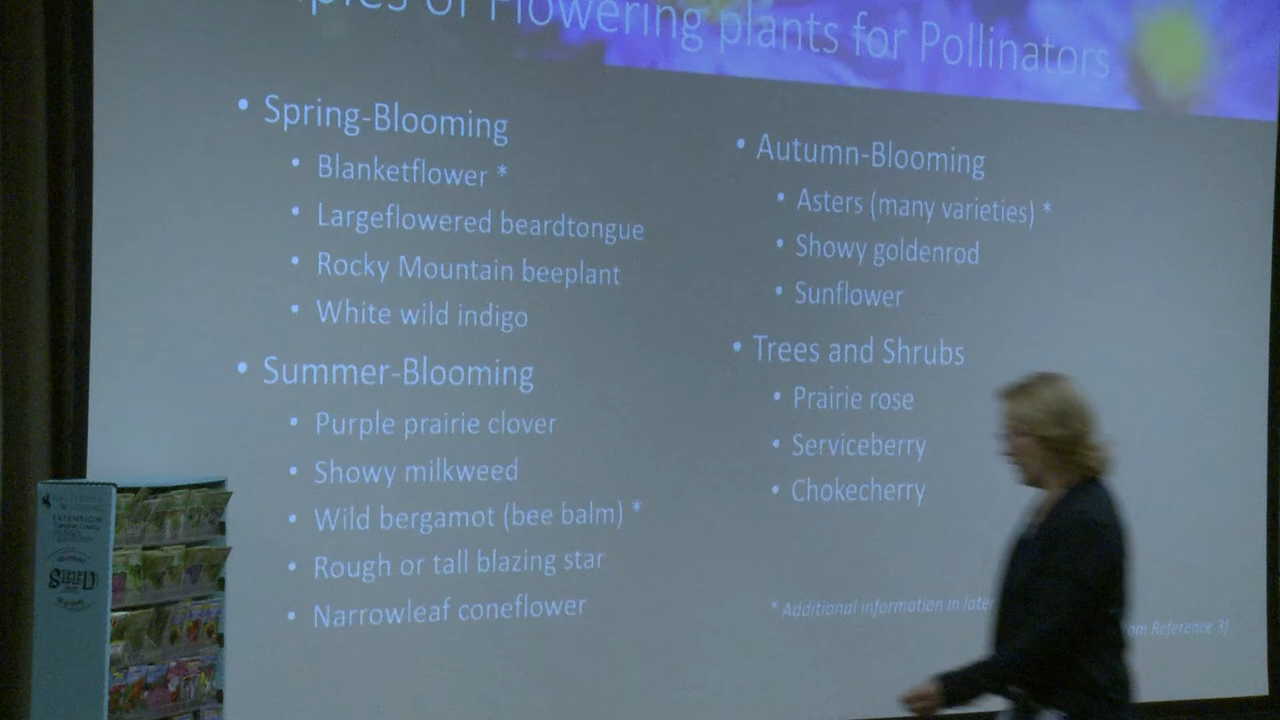 of Flowering plants for Pollinators
• Spring-Blooming
• Blanketflower *
• Largeflowered beardtongue
• Rocky Mountain beeplant
• White wild indigo
• Summer-Blooming
• Purple prairie clover
• Showy milkweed
• Wild bergamot (bee balm) *
• Rough or tall blazing star
• Narrowleaf coneflower
• Autumn-Blooming
• Asters (many varieties) *
• Showy goldenrod
• Sunflower
• Trees and Shrubs
• Prairie rose
• Serviceberry
• Chokecherry
* Additional information in
Reference 3)
EXTENSION